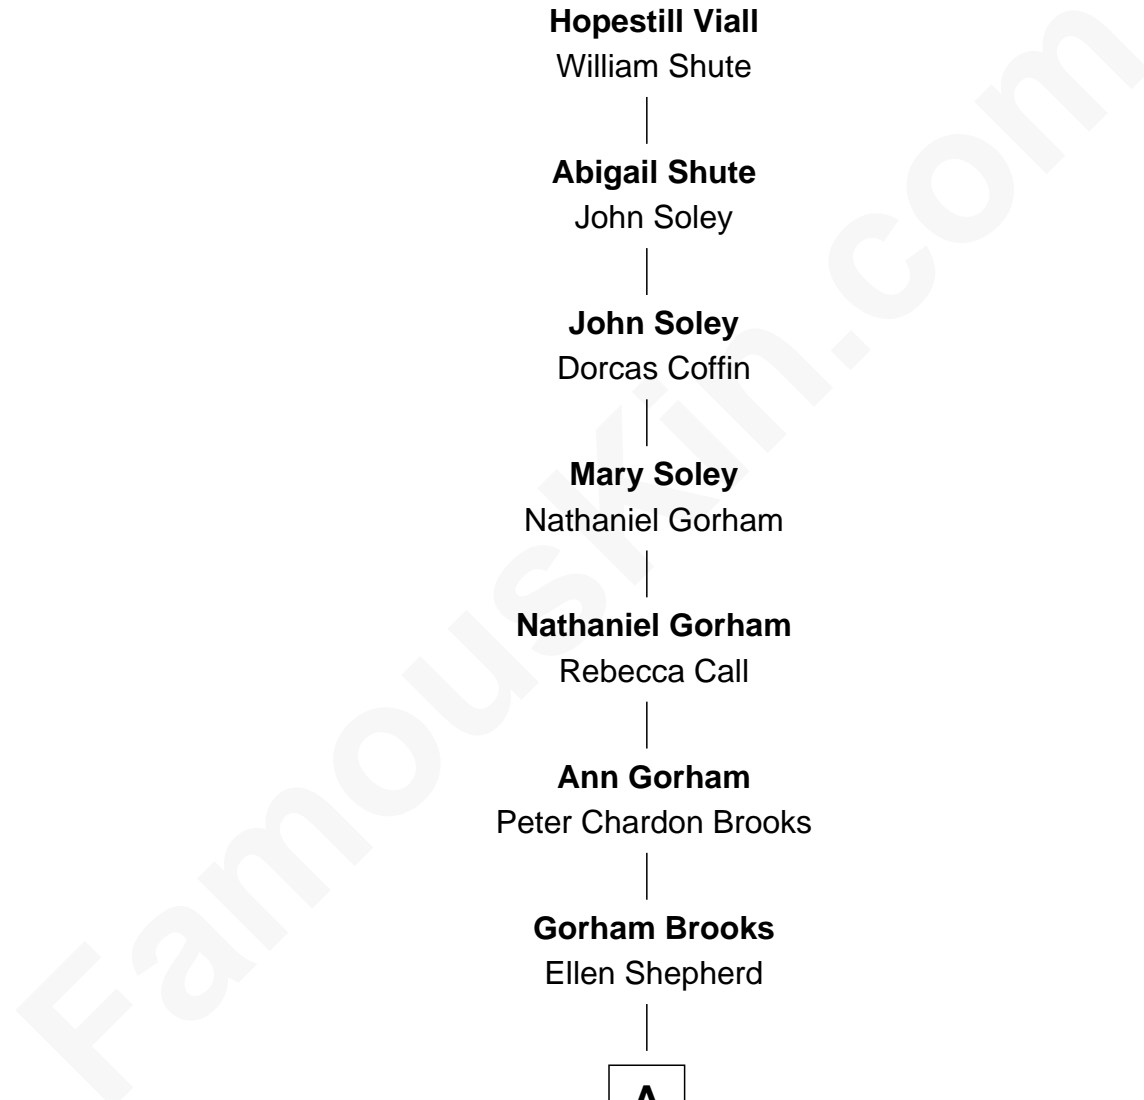 Hopestill Viall
William Shute
Abigail Shute
John Soley
John Soley
Dorcas Coffin
Mary Soley
Nathaniel Gorham
Nathaniel Gorham
Rebecca Call
Ann Gorham
Peter Chardon Brooks
Gorham Brooks
Ellen Shepherd
A
FamousKin.com